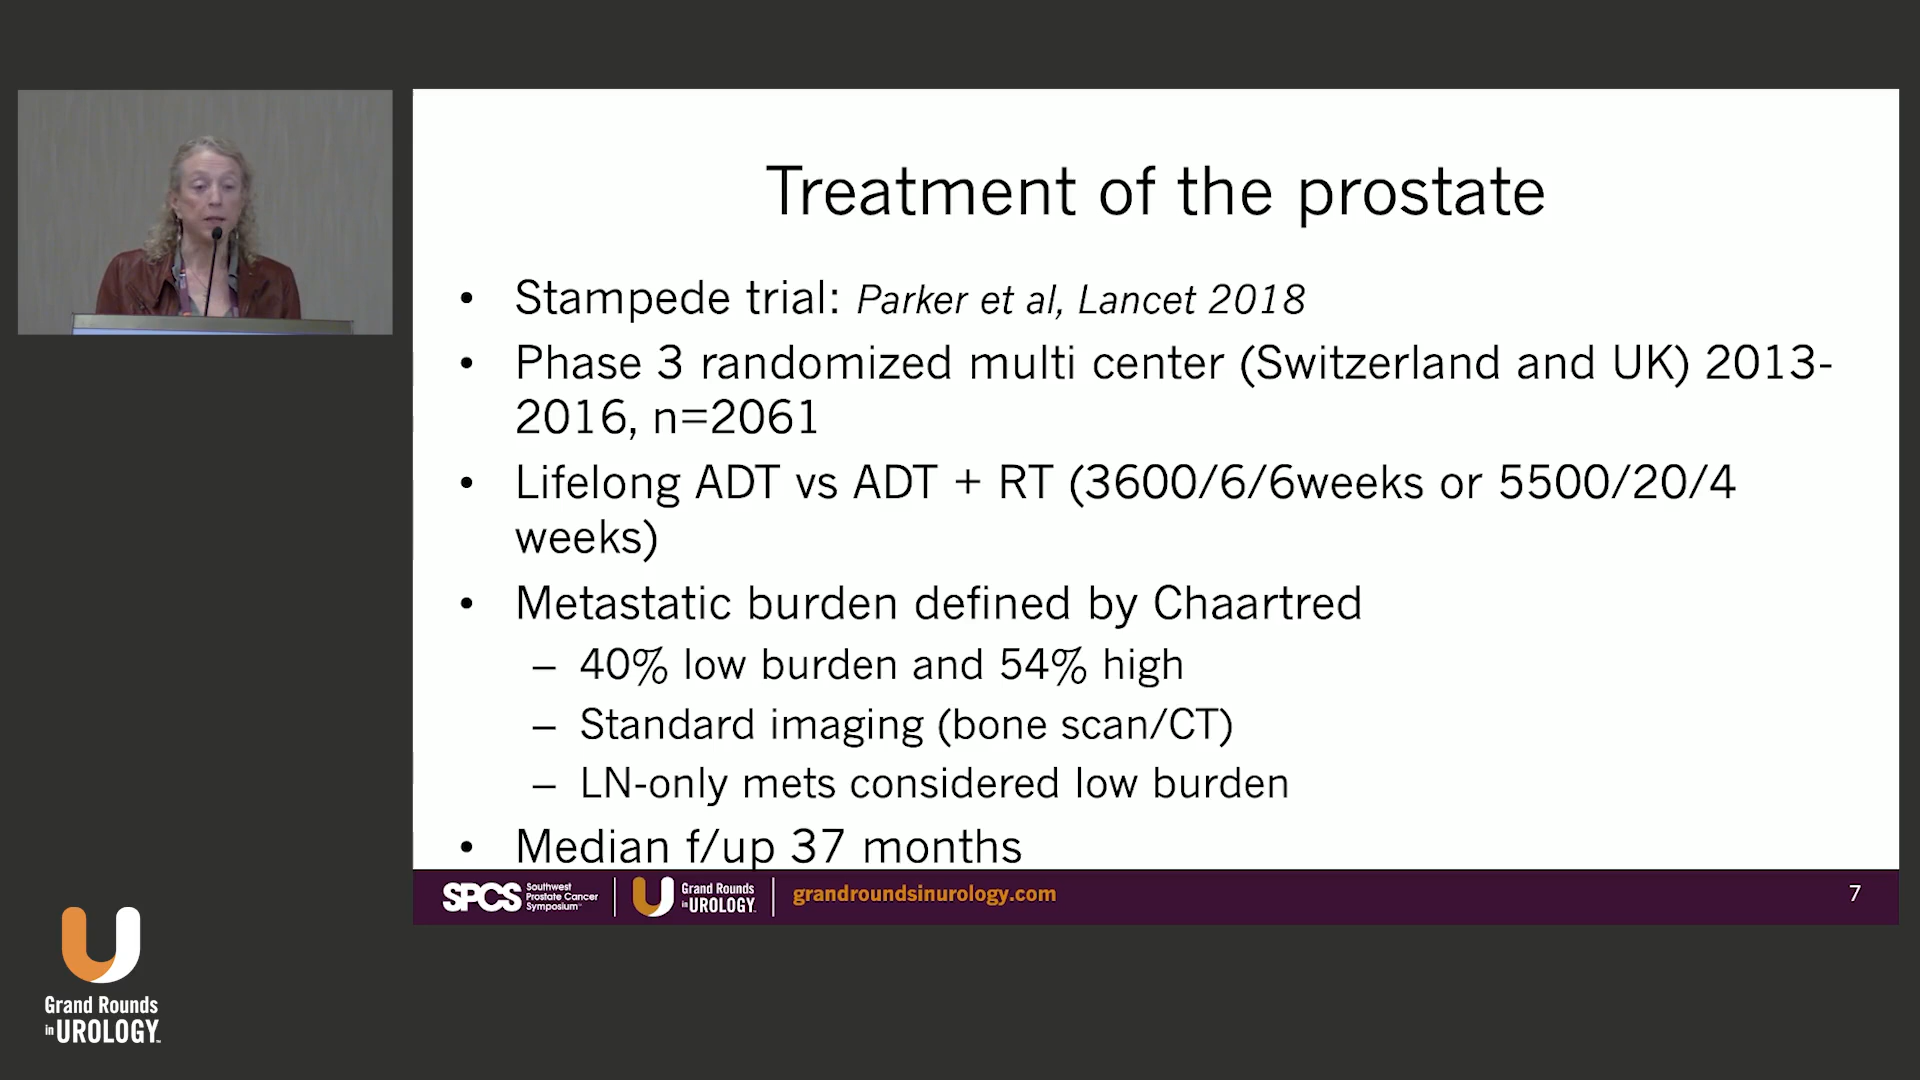 Treatment of the prostate
• Stampede trial: Parker et al, Lancet 2018
• Phase 3 randomized multi center (Switzerland and UK) 2013-
2016, n=2061
• Lifelong ADT vs ADT + RT (3600/6/6weeks or 5500/20/4
weeks)
• Metastatic burden defined by Chaartred
– 40% low burden and 54% high
– Standard imaging (bone scan/CT)
– LN-only mets considered low burden
• Median f/up 37 months
SPCS Southwest
Prostate Cancer
Symposium™
Grand Rounds
in UROLOGY™
grandroundsinurology.com
7
Grand Rounds
in UROLOGY™